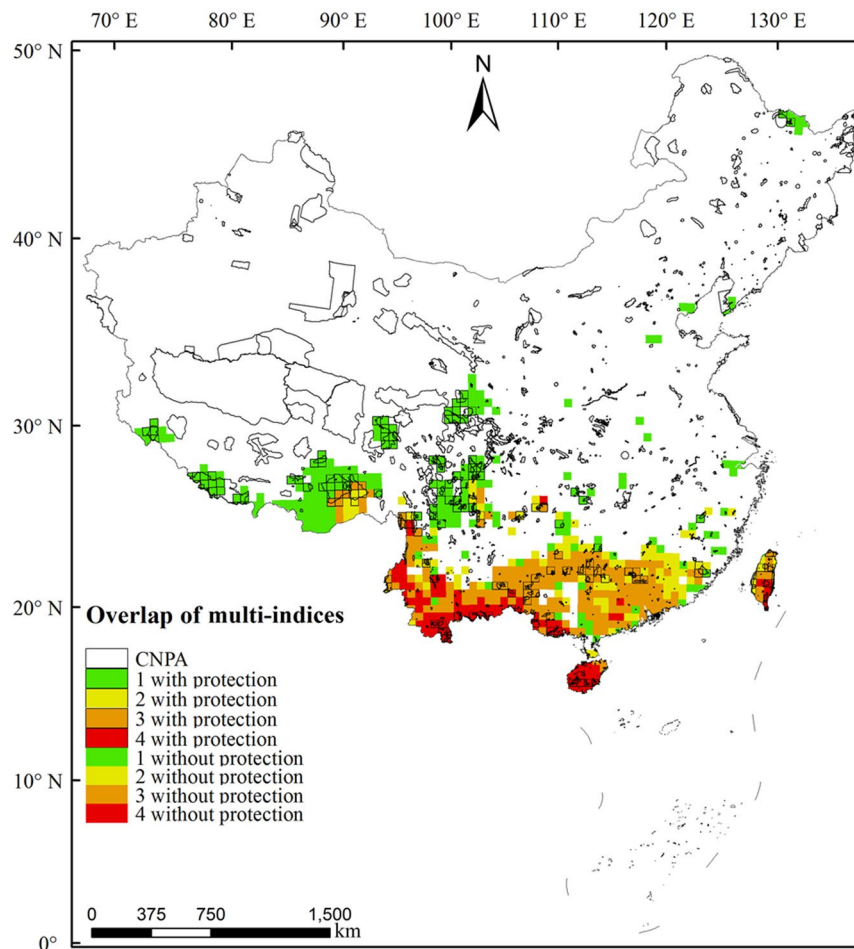 70° E 80° E 90° E 100° E 110° E 120° E 130° E
50° N
N
40° N
30° N
20° N
Overlap of multi-indices
CNPA
1 with protection
2 with protection
3 with protection
4 with protection
1 without protection
2 without protection
3 without protection
4 without protection
10° N
0 375 750 1,500
km
0°